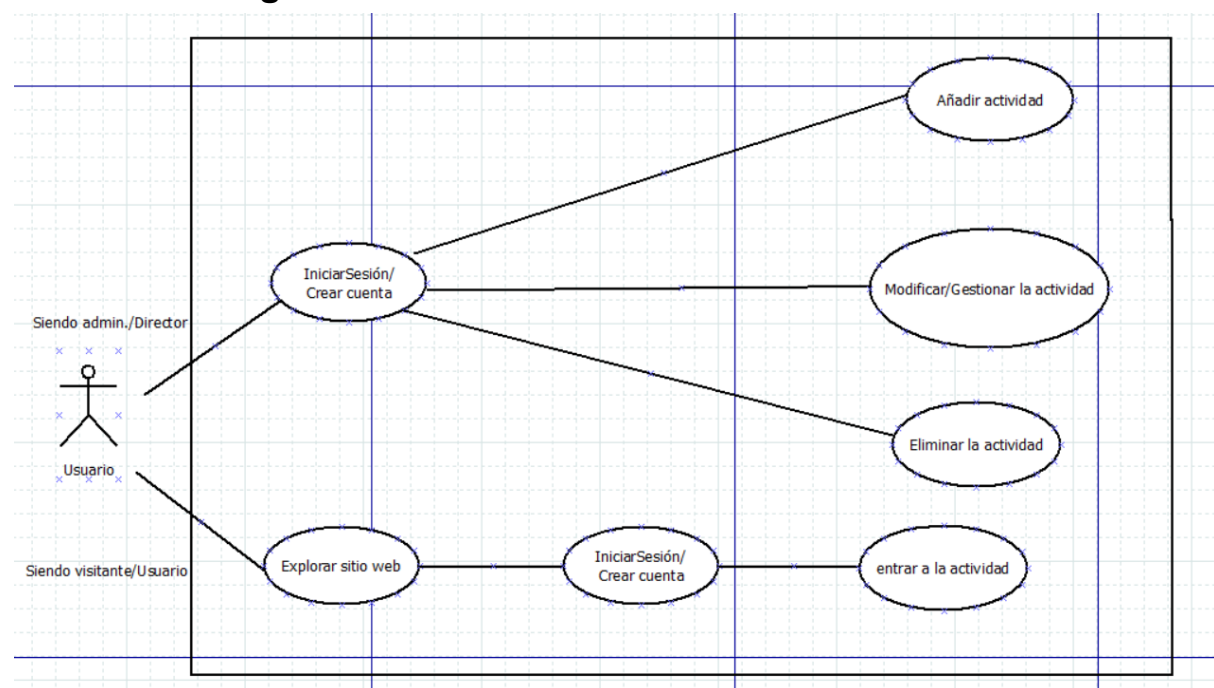 Añadir actividad
IniciarSesión/
Crear cuenta
Modificar/Gestionar la actividad
Siendo admin./Director
Eliminar la actividad
Usuario
Explorar sitio web
IniciarSesión/
Crear cuenta
entrar a la actividad
Siendo visitante/Usuario